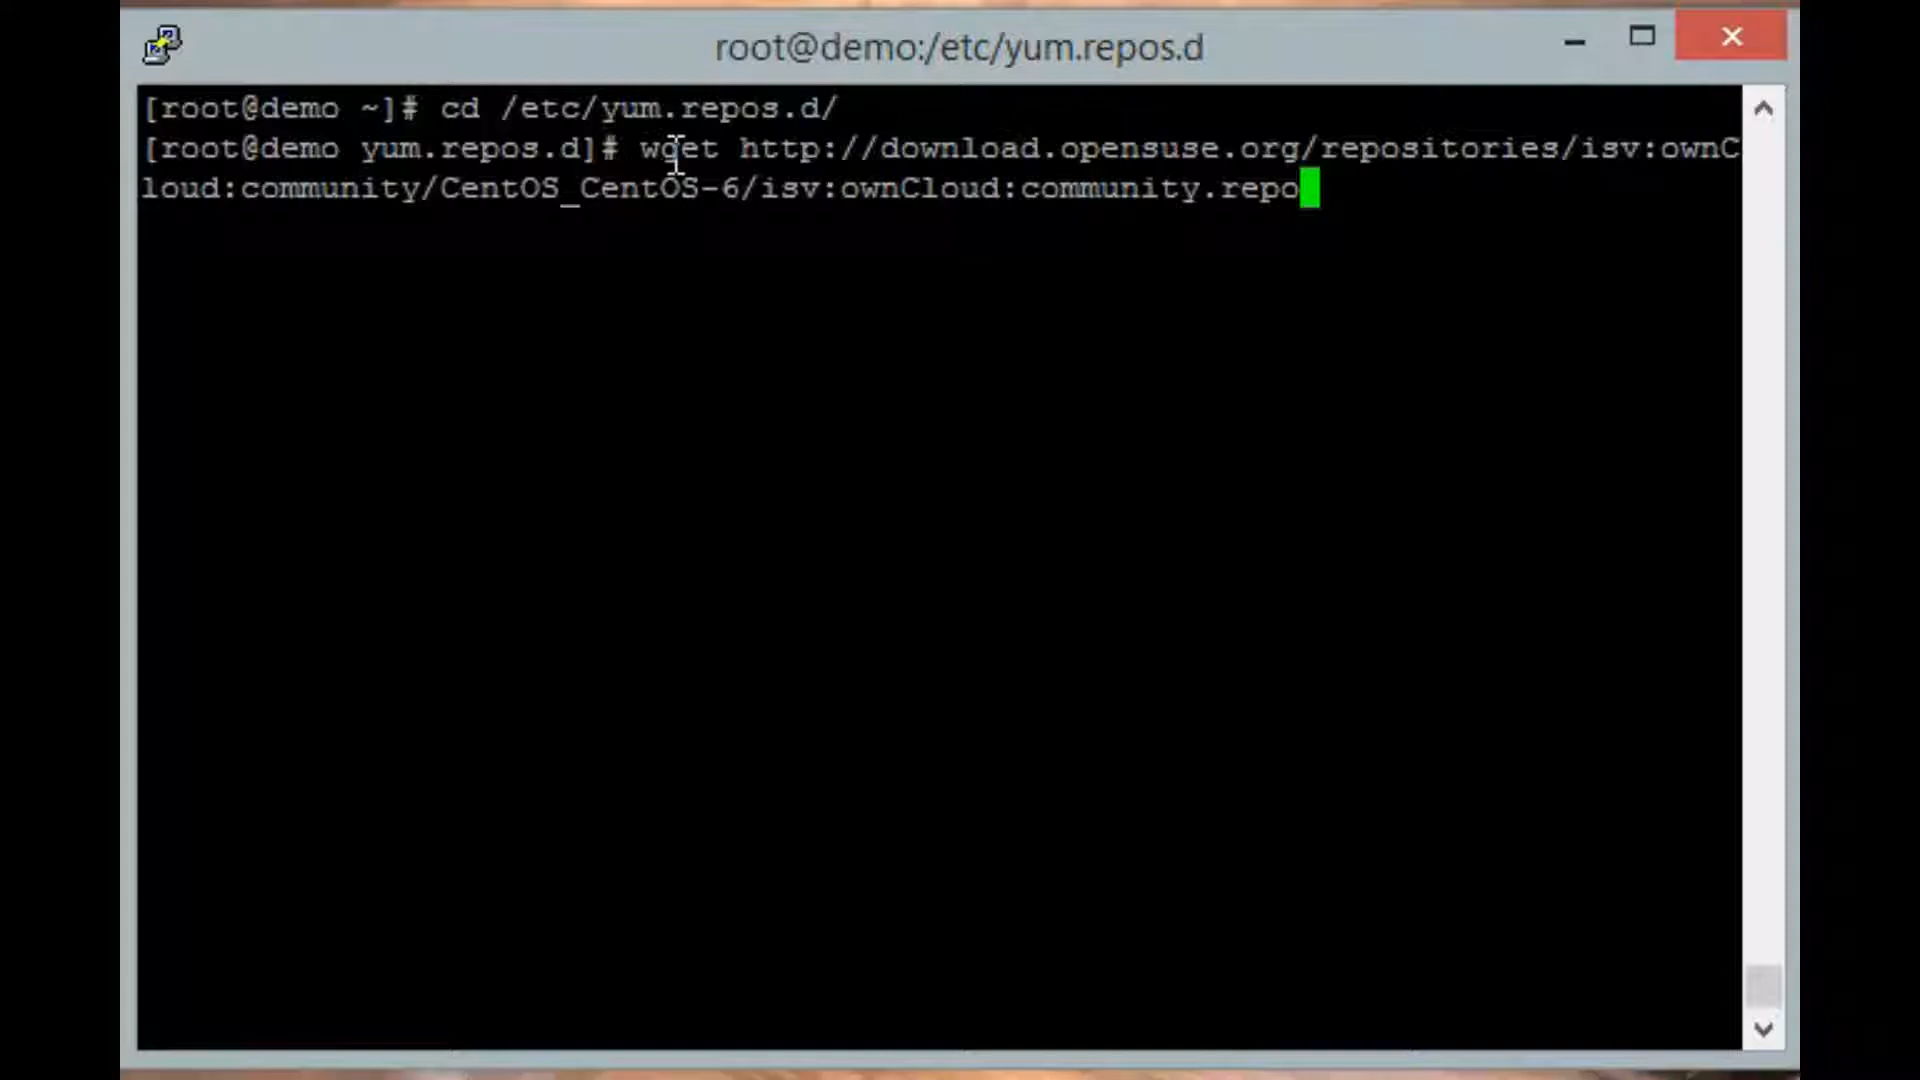 root@demo:/etc/yum.repos.d
[root@demo ~]# cd /etc/yum.repos.d/
[root@demo yum.repos.d]# wget http://download.opensuse.org/repositories/isv:ownC
loud:community/CentOS_CentOS-6/isv:ownCloud:community.repo